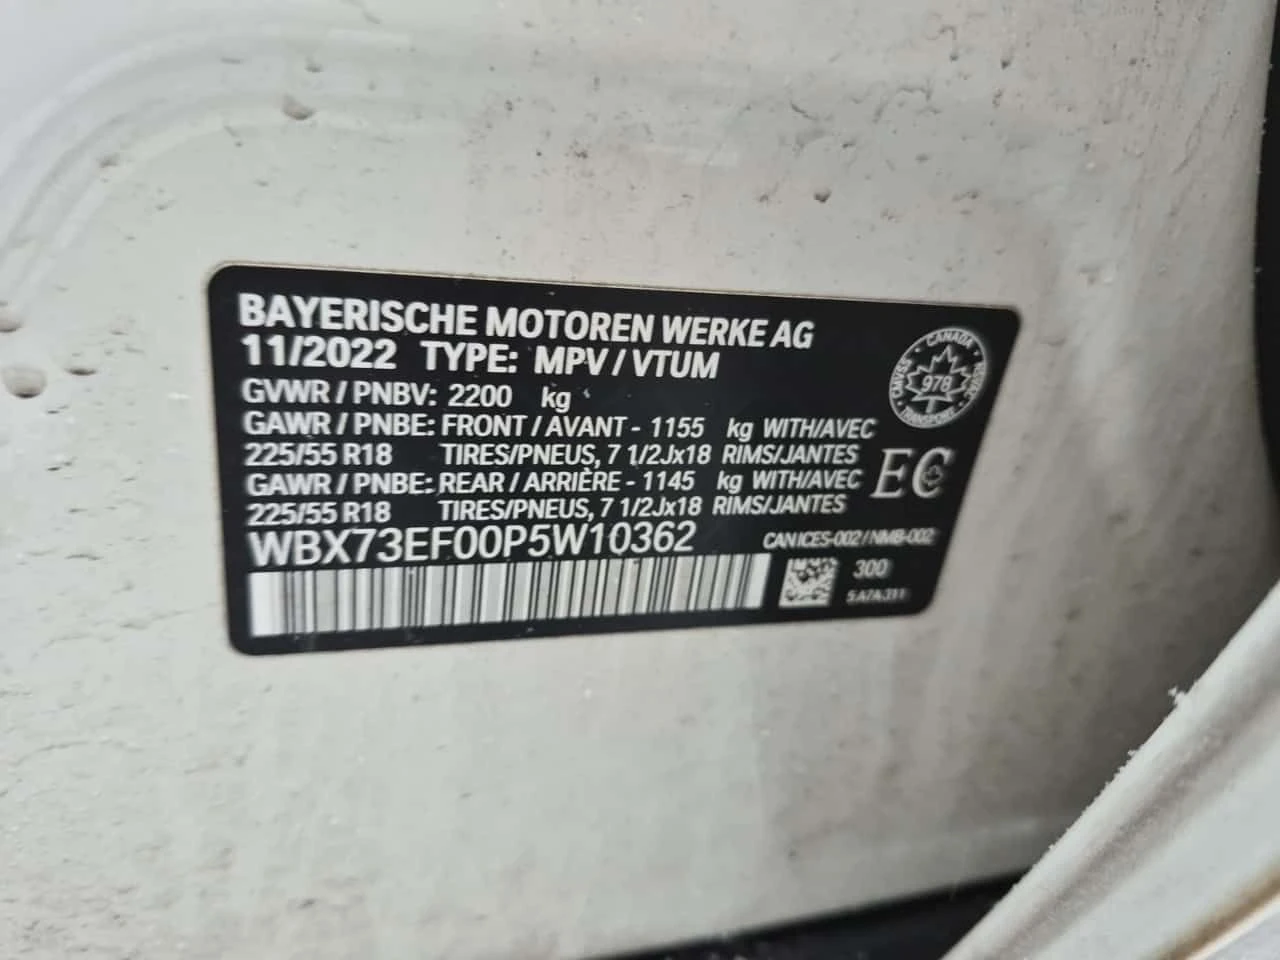 BAYERISCHE MOTOREN WERKE AG
11/2022 TYPE: MPV / VTUM
GVWR / PNBV: 2200 kg
GAWR / PNBE: FRONT / AVANT - 1155 kg WITH/AVEC
225/55 R18 TIRES/PNEUS, 7 1/2Jx18 RIMS/JANTES
GAWR / PNBE: REAR / ARRIÈRE - 1145 kg WITH/AVEC
225/55 R18 TIRES/PNEUS, 7 1/2Jx18 RIMS/JANTES
WBX73EF00P5W10362
CAN ICES-002 / NMB-002
300
5A7A311
CANADA
CMVSS
NSVAC
978
TRANSPORT
EC